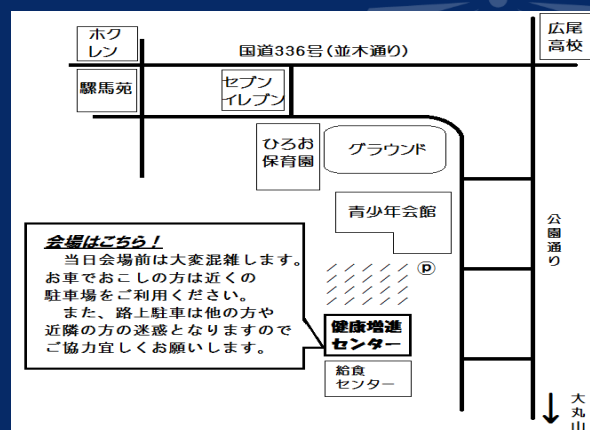 ホク
レン
国道336号(並木通り)
広尾
高校
騾馬苑
セブン
イレブン
ひろお
保育園
グラウンド
青少年会館
公園通り
会場はこちら！
当日会場前は大変混雑します。
お車でおこしの方は近くの
駐車場をご利用ください。
また、路上駐車は他の方や
近隣の方の迷惑となりますので
ご協力宜しくお願いします。
Ⓟ
健康増進
センター
給食
センター
大丸山